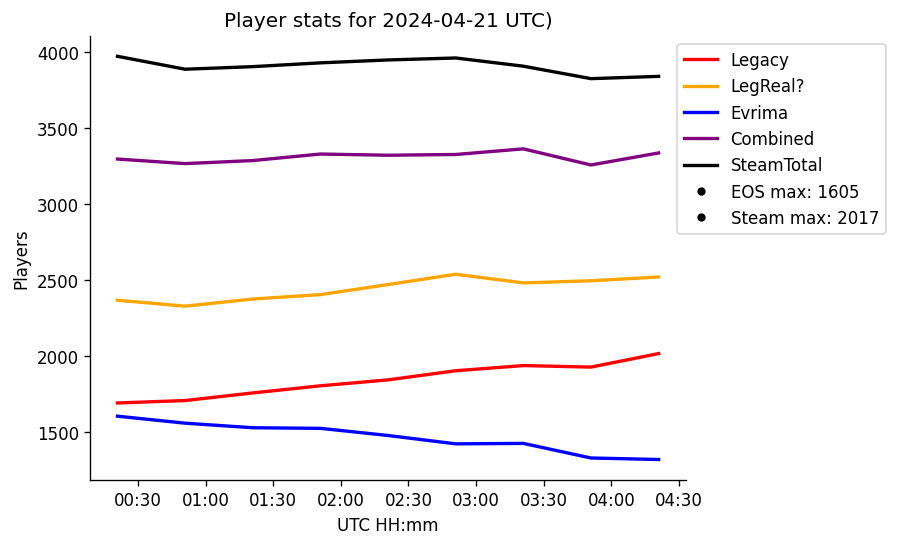 Player stats for 2024-04-21 UTC)
4000
3500
3000
2500
2000
1500
Players
00:30 01:00 01:30 02:00 02:30 03:00 03:30 04:00 04:30
UTC HH:mm
Legacy
LegReal?
Evrima
Combined
SteamTotal
EOS max: 1605
Steam max: 2017